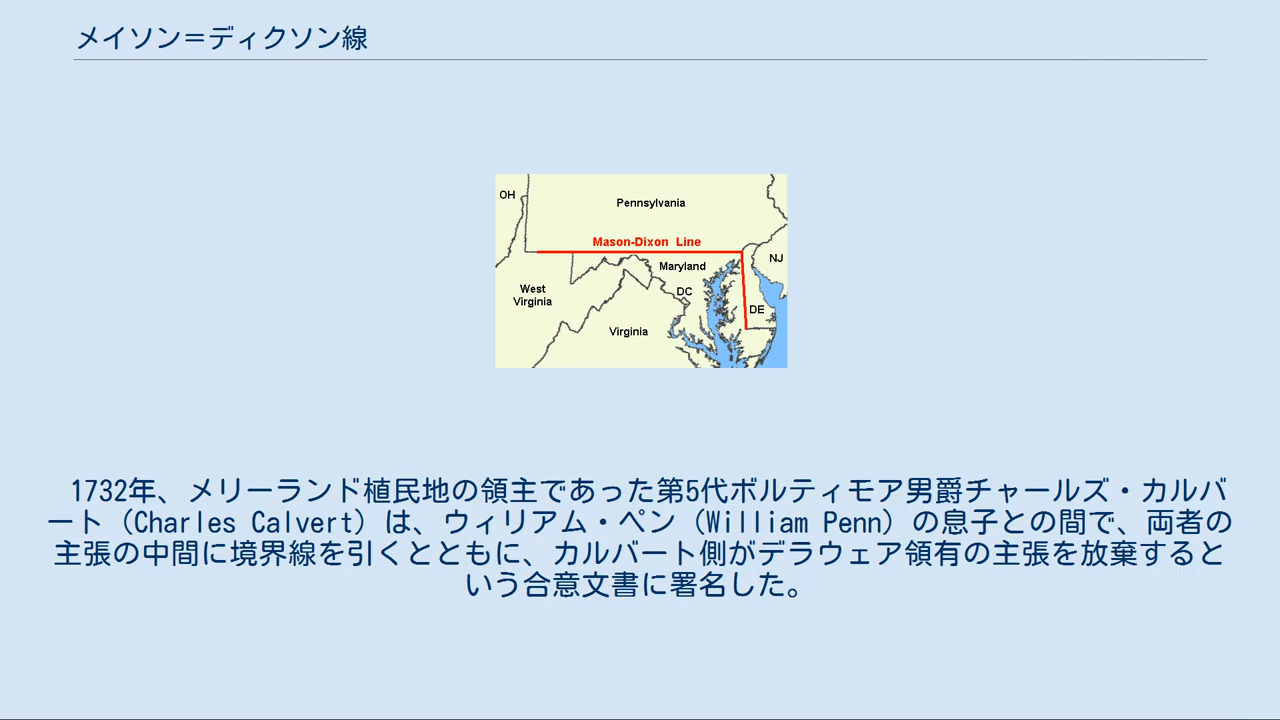 メイソン＝ディクソン線
OH
Pennsylvania
Mason-Dixon Line
NJ
Maryland
DC
West
Virginia
DE
Virginia
1732年、メリーランド植民地の領主であった第5代ボルティモア男爵チャールズ・カルバ
ート（Charles Calvert）は、ウィリアム・ペン（William Penn）の息子との間で、両者の
主張の中間に境界線を引くとともに、カルバート側がデラウェア領有の主張を放棄すると
いう合意文書に署名した。